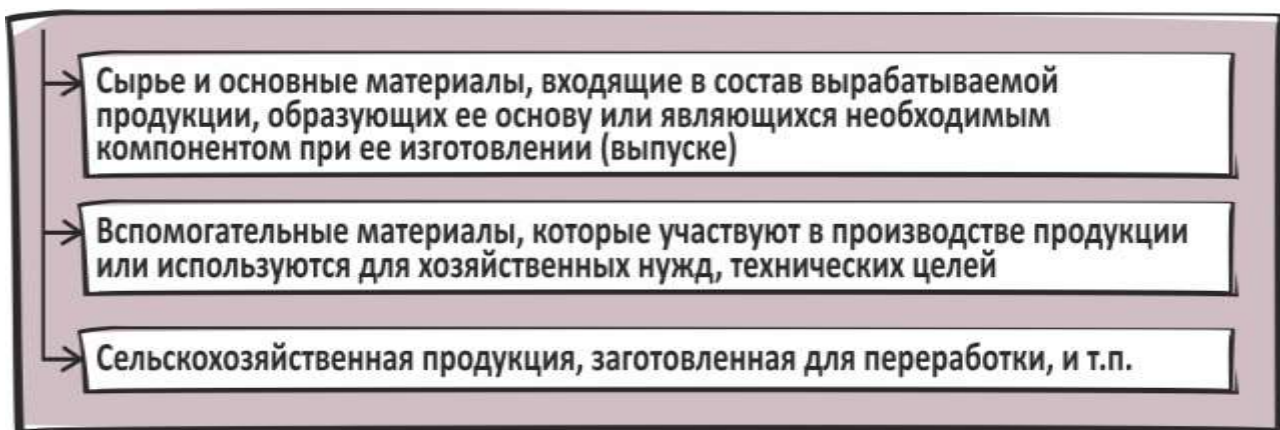 Сырье и основные материалы, входящие в состав вырабатываемой
продукции, образующих ее основу или являющихся необходимым
компонентом при ее изготовлении (выпуске)
Вспомогательные материалы, которые участвуют в производстве продукции
или используются для хозяйственных нужд, технических целей
Сельскохозяйственная продукция, заготовленная для переработки, и т.п.